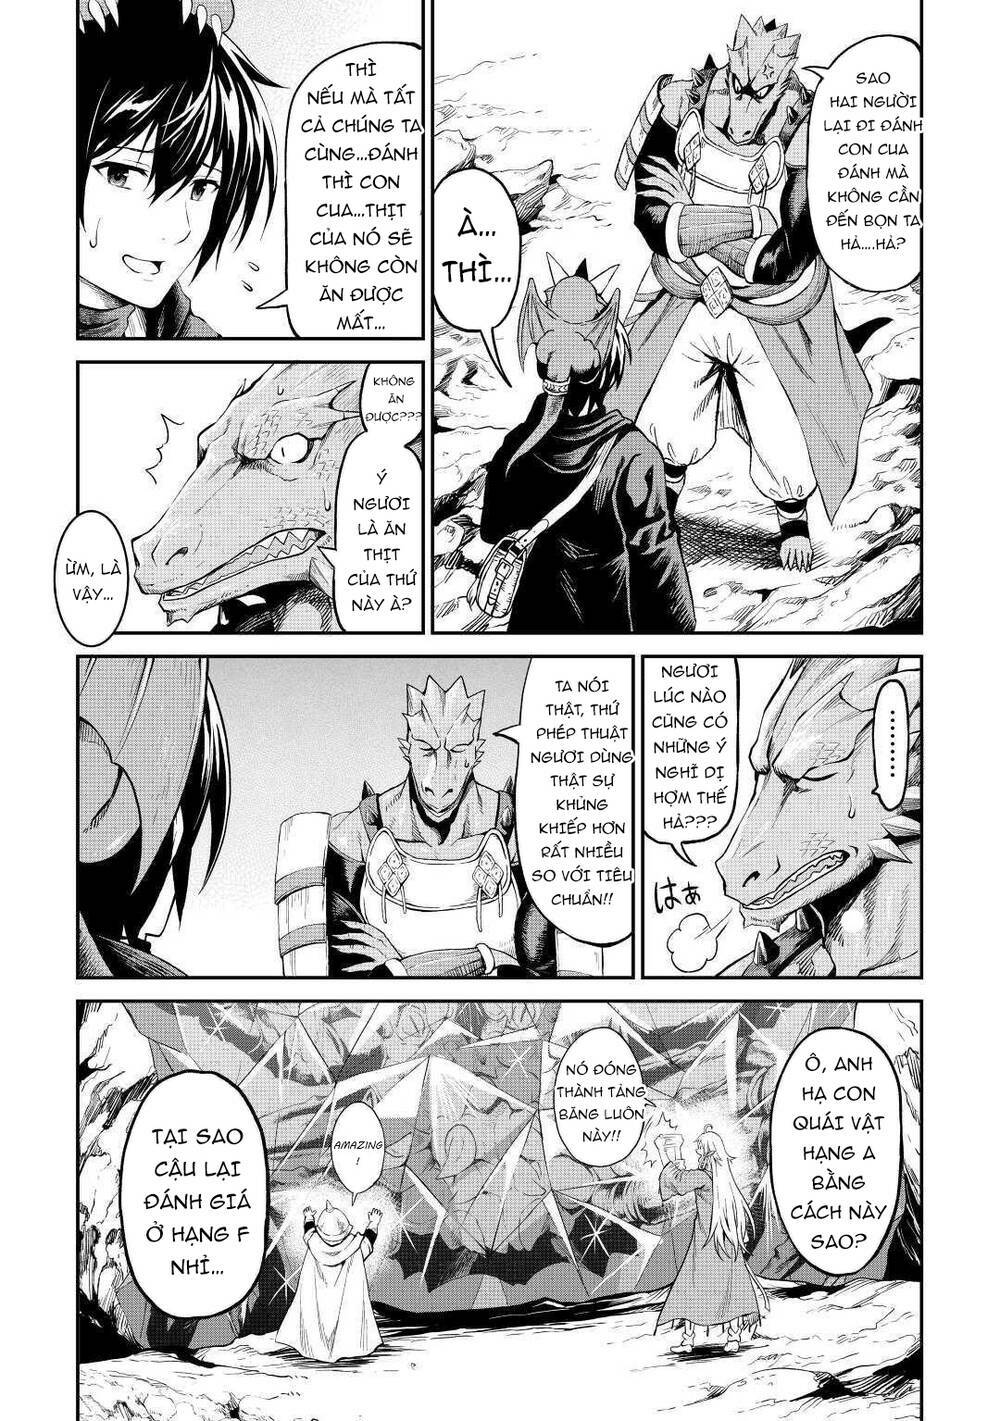 SAO
HAI NGƯỜI
LẠI ĐI ĐÁNH
CON CUA
ĐÁNH MÀ
KHÔNG CẦN
ĐẾN BỌN TA
HẢ....HẢ?
À...
THÌ...
THÌ
NẾU MÀ TẤT
CẢ CHÚNG TA
CÙNG...ĐÁNH
THÌ CON
CUA...THỊT
CỦA NÓ SẼ
KHÔNG CÒN
ĂN ĐƯỢC
MẤT...
KHÔNG
ĂN
ĐƯỢC???
Ý
NGƯƠI
LÀ ĂN
THỊT
CỦA THỨ
NÀY À?
ỪM, LÀ
VẬY...
.........
NGƯƠI
LÚC NÀO
CŨNG CÓ
NHỮNG Ý
NGHĨ DỊ
HỢM THẾ
HẢ???
はぁ
TA NÓI
THẬT, THỨ
PHÉP THUẬT
NGƯƠI DÙNG
THẬT SỰ
KHỦNG
KHIẾP HƠN
RẤT NHIỀU
SO VỚI TIÊU
CHUẨN!!
Ồ, ANH
HẠ CON
QUÁI VẬT
HẠNG A
BẰNG
CÁCH NÀY
SAO?
NÓ ĐÓNG
THÀNH TẢNG
BĂNG LUÔN
NÀY!!
AMAZING
!
TẠI SAO
CẬU LẠI
ĐÁNH GIÁ
Ở HẠNG F
NHỈ...